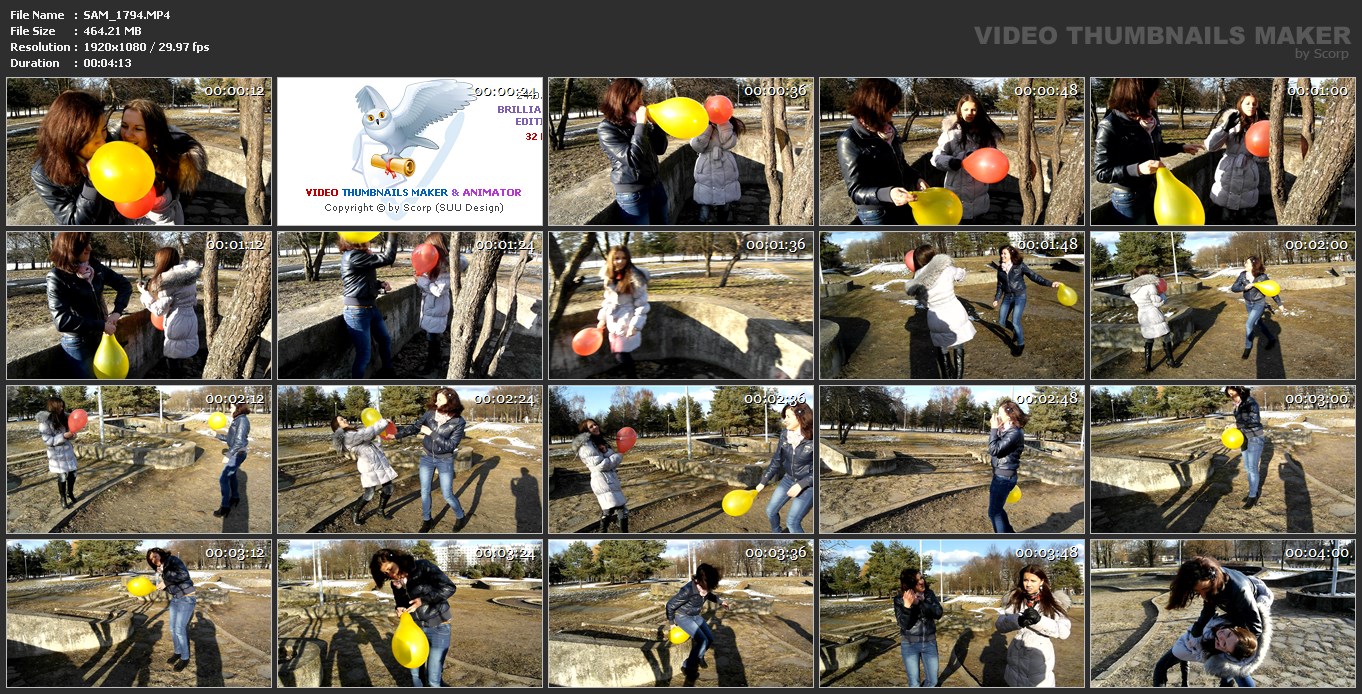 File Name : SAM_1794.MP4
File Size : 464.21 MB
Resolution : 1920x1080 / 29.97 fps
Duration : 00:04:13
VIDEO THUMBNAILS MAKER
by Scorp
00:00:12
00:00:24
BRILLIA
EDITI
32
VIDEO THUMBNAILS MAKER & ANIMATOR
Copyright © by Scorp (SUU Design)
00:00:36
00:00:48
00:01:00
00:01:12
00:01:24
00:01:36
00:01:48
00:02:00
00:02:12
00:02:24
00:02:36
00:02:48
00:03:00
00:03:12
00:03:24
00:03:36
00:03:48
00:04:00